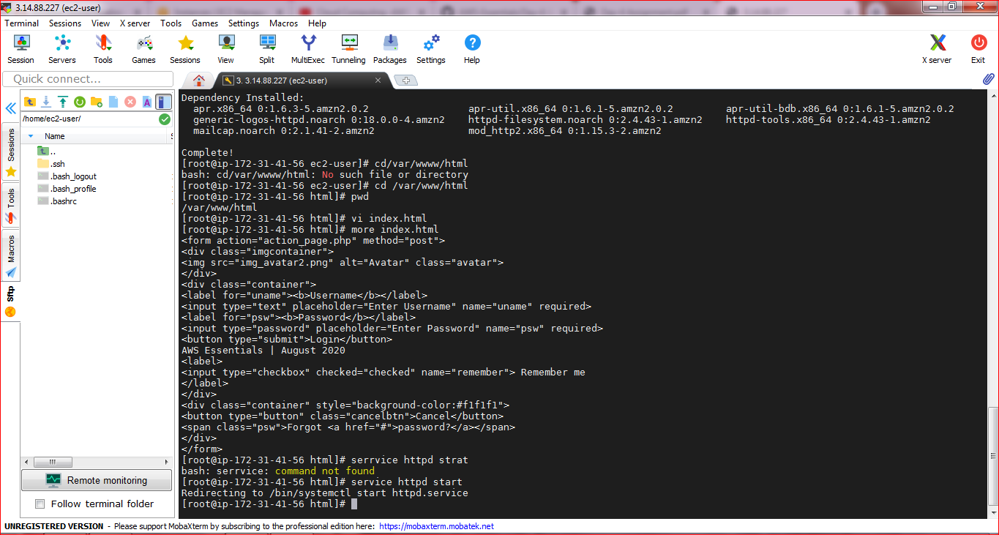 3.14.88.227 (ec2-user)
Terminal Sessions View X server Tools Games Settings Macros Help
Session Servers Tools Games Sessions View Split MultiExec Tunneling Packages Settings Help X server Exit
Quick connect...
3. 3.14.88.227 (ec2-user)
/home/ec2-user/
Name
..
.ssh
.bash_logout
.bash_profile
.bashrc
Sessions
Tools
Macros
Sftp
Remote monitoring
Follow terminal folder
Dependency Installed:
apr.x86_64 0:1.6.3-5.amzn2.0.2 apr-util.x86_64 0:1.6.1-5.amzn2.0.2 apr-util-bdb.x86_64 0:1.6.1-5.amzn2.0.2
generic-logos-httpd.noarch 0:18.0.0-4.amzn2 httpd-filesystem.noarch 0:2.4.43-1.amzn2 httpd-tools.x86_64 0:2.4.43-1.amzn2
mailcap.noarch 0:2.1.41-2.amzn2 mod_http2.x86_64 0:1.15.3-2.amzn2
Complete!
[root@ip-172-31-41-56 ec2-user]# cd/var/wwww/html
bash: cd/var/wwww/html: No such file or directory
[root@ip-172-31-41-56 ec2-user]# cd /var/www/html
[root@ip-172-31-41-56 html]# pwd
/var/www/html
[root@ip-172-31-41-56 html]# vi index.html
[root@ip-172-31-41-56 html]# more index.html
<form action="action_page.php" method="post">
<div class="imgcontainer">
<img src="img_avatar2.png" alt="Avatar" class="avatar">
</div>
<div class="container">
<label for="uname"><b>Username</b></label>
<input type="text" placeholder="Enter Username" name="uname" required>
<label for="psw"><b>Password</b></label>
<input type="password" placeholder="Enter Password" name="psw" required>
<button type="submit">Login</button>
AWS Essentials | August 2020
<label>
<input type="checkbox" checked="checked" name="remember"> Remember me
</label>
</div>
<div class="container" style="background-color:#f1f1f1">
<button type="button" class="cancelbtn">Cancel</button>
<span class="psw">Forgot <a href="#">password?</a></span>
</div>
</form>
[root@ip-172-31-41-56 html]# serrvice httpd strat
bash: serrvice: command not found
[root@ip-172-31-41-56 html]# service httpd start
Redirecting to /bin/systemctl start httpd.service
[root@ip-172-31-41-56 html]#
UNREGISTERED VERSION - Please support MobaXterm by subscribing to the professional edition here: https://mobaxterm.mobatek.net